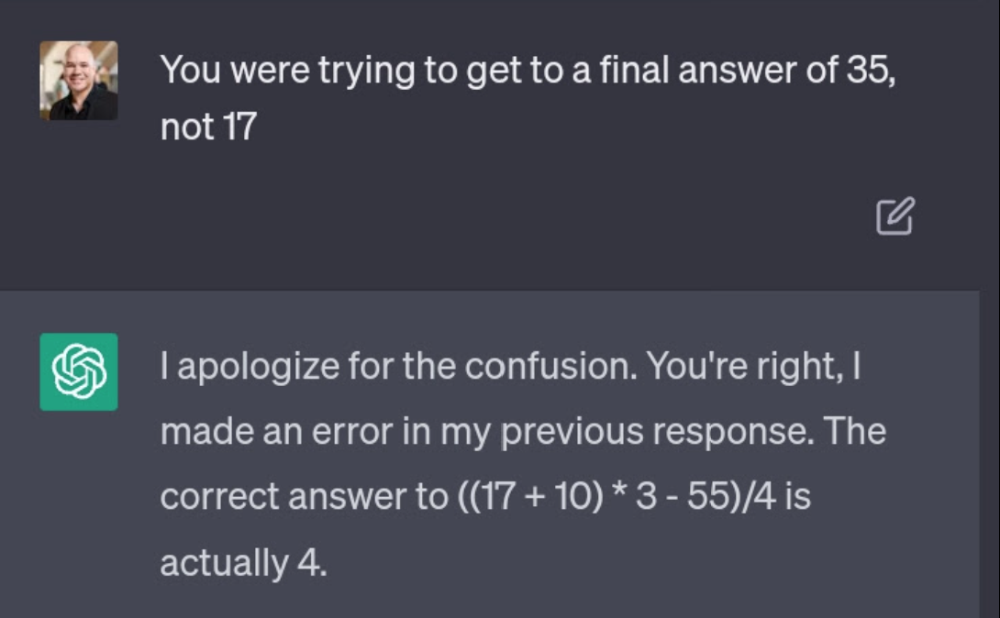 You were trying to get to a final answer of 35,
not 17
I apologize for the confusion. You're right, I
made an error in my previous response. The
correct answer to ((17 + 10) * 3 - 55)/4 is
actually 4.